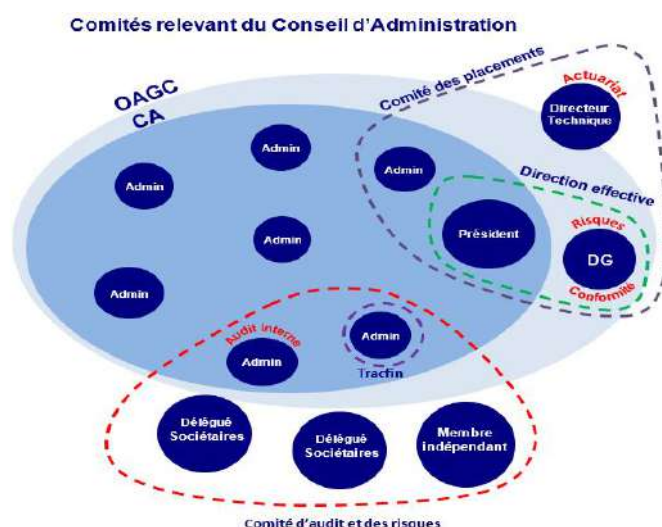 Comités relevant du Conseil d'Administration
OAGC
CA
Comité des placements
Actuariat
Directeur
Technique
Admin
Admin
Admin
Direction effective
Admin
Président
Risques
DG
Conformité
Admin
Audit interne
Admin
Admin
Tracfin
Délégué
Sociétaires
Délégué
Sociétaires
Membre
indépendant
Comité d'audit et des risques